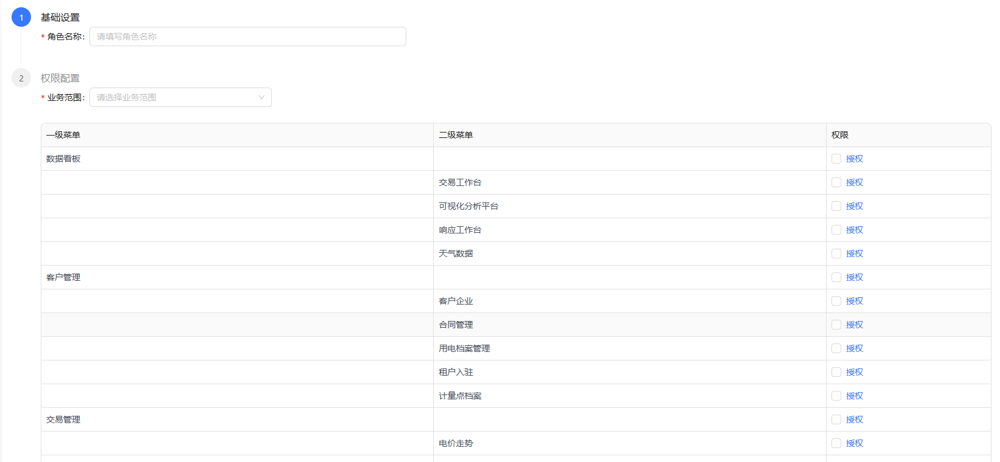 1 基础设置
* 角色名称: 请填写角色名称
2 权限配置
* 业务范围: 请选择业务范围
一级菜单 二级菜单 权限
数据看板 授权
交易工作台 授权
可视化分析平台 授权
响应工作台 授权
天气数据 授权
客户管理 授权
客户企业 授权
合同管理 授权
用电档案管理 授权
租户入驻 授权
计量点档案 授权
交易管理 授权
电价走势 授权